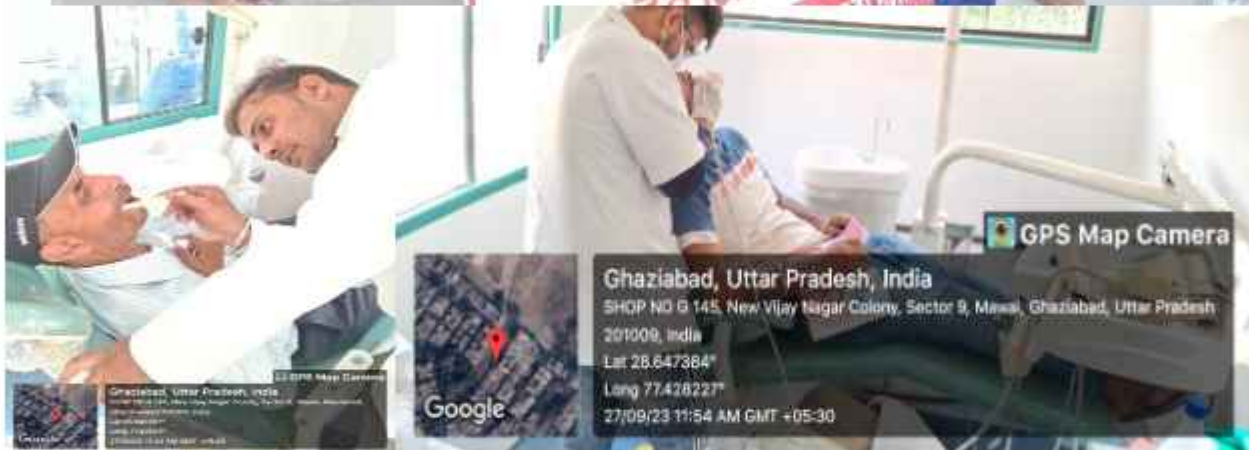 GPS Map Camera
Ghaziabad, Uttar Pradesh, India
SHOP NO G 145, New Vijay Nagar Colony, Sector 9, Mawai, Ghaziabad, Uttar Pradesh
201009, India
Lat 28.647384°
Long 77.428227°
27/09/23 11:54 AM GMT +05:30
Google
GPS Map Camera
Ghaziabad, Uttar Pradesh, India
Google